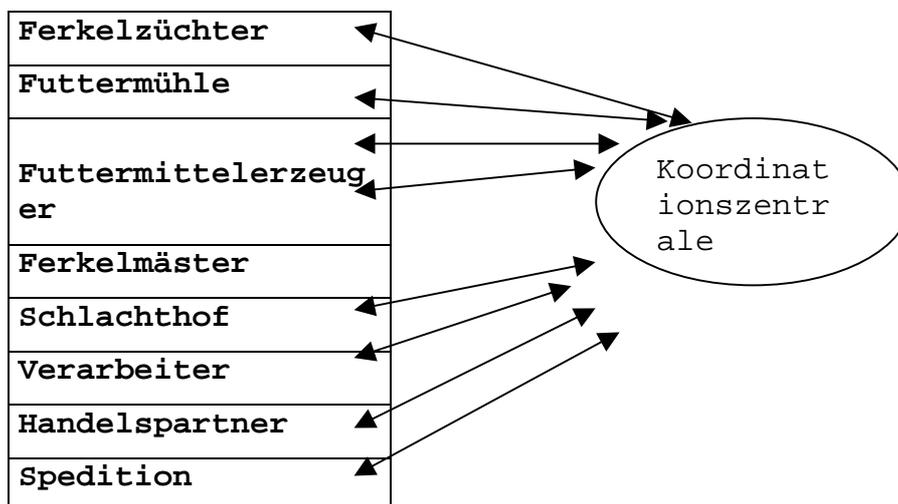 Ferkelzüchter
Futtermühle
Futtermittelerzeug
er
Ferkelmäster
Schlachthof
Verarbeiter
Handelspartner
Spedition
Koordinat
ionszentr
ale